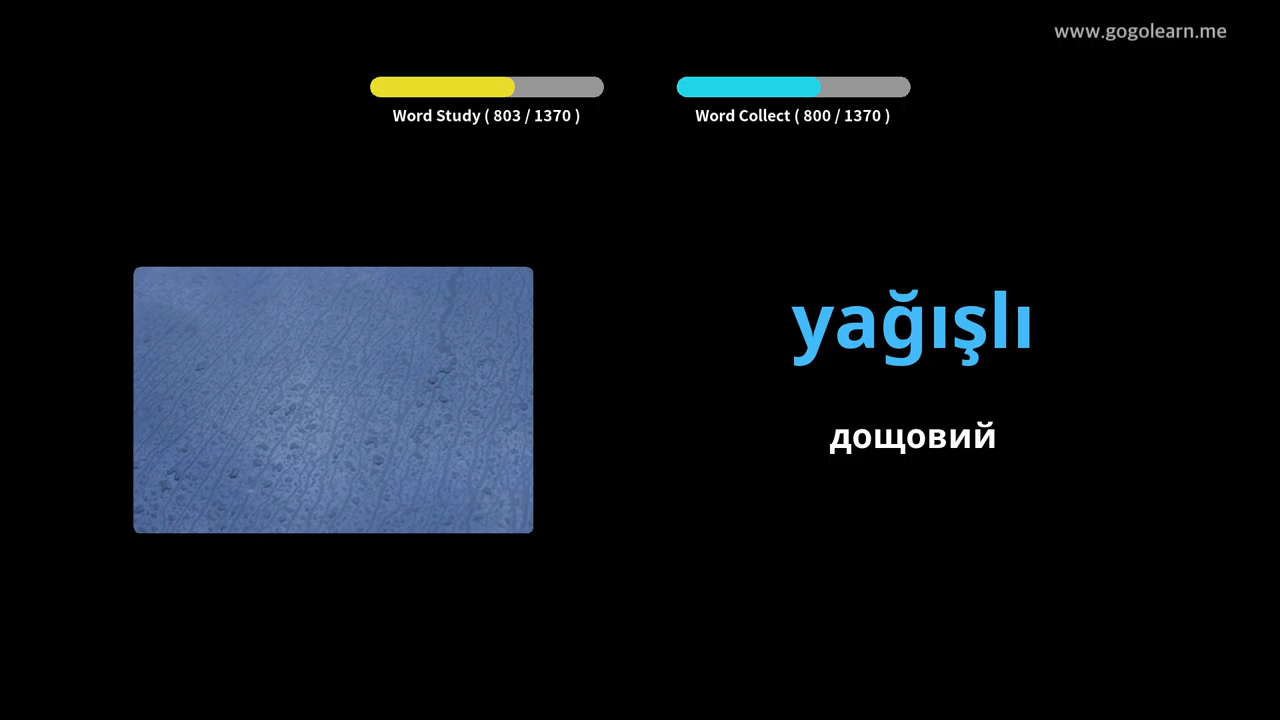 www.gogolearn.me
Word Study ( 803 / 1370 )
Word Collect ( 800 / 1370 )
yağışlı
дощовий